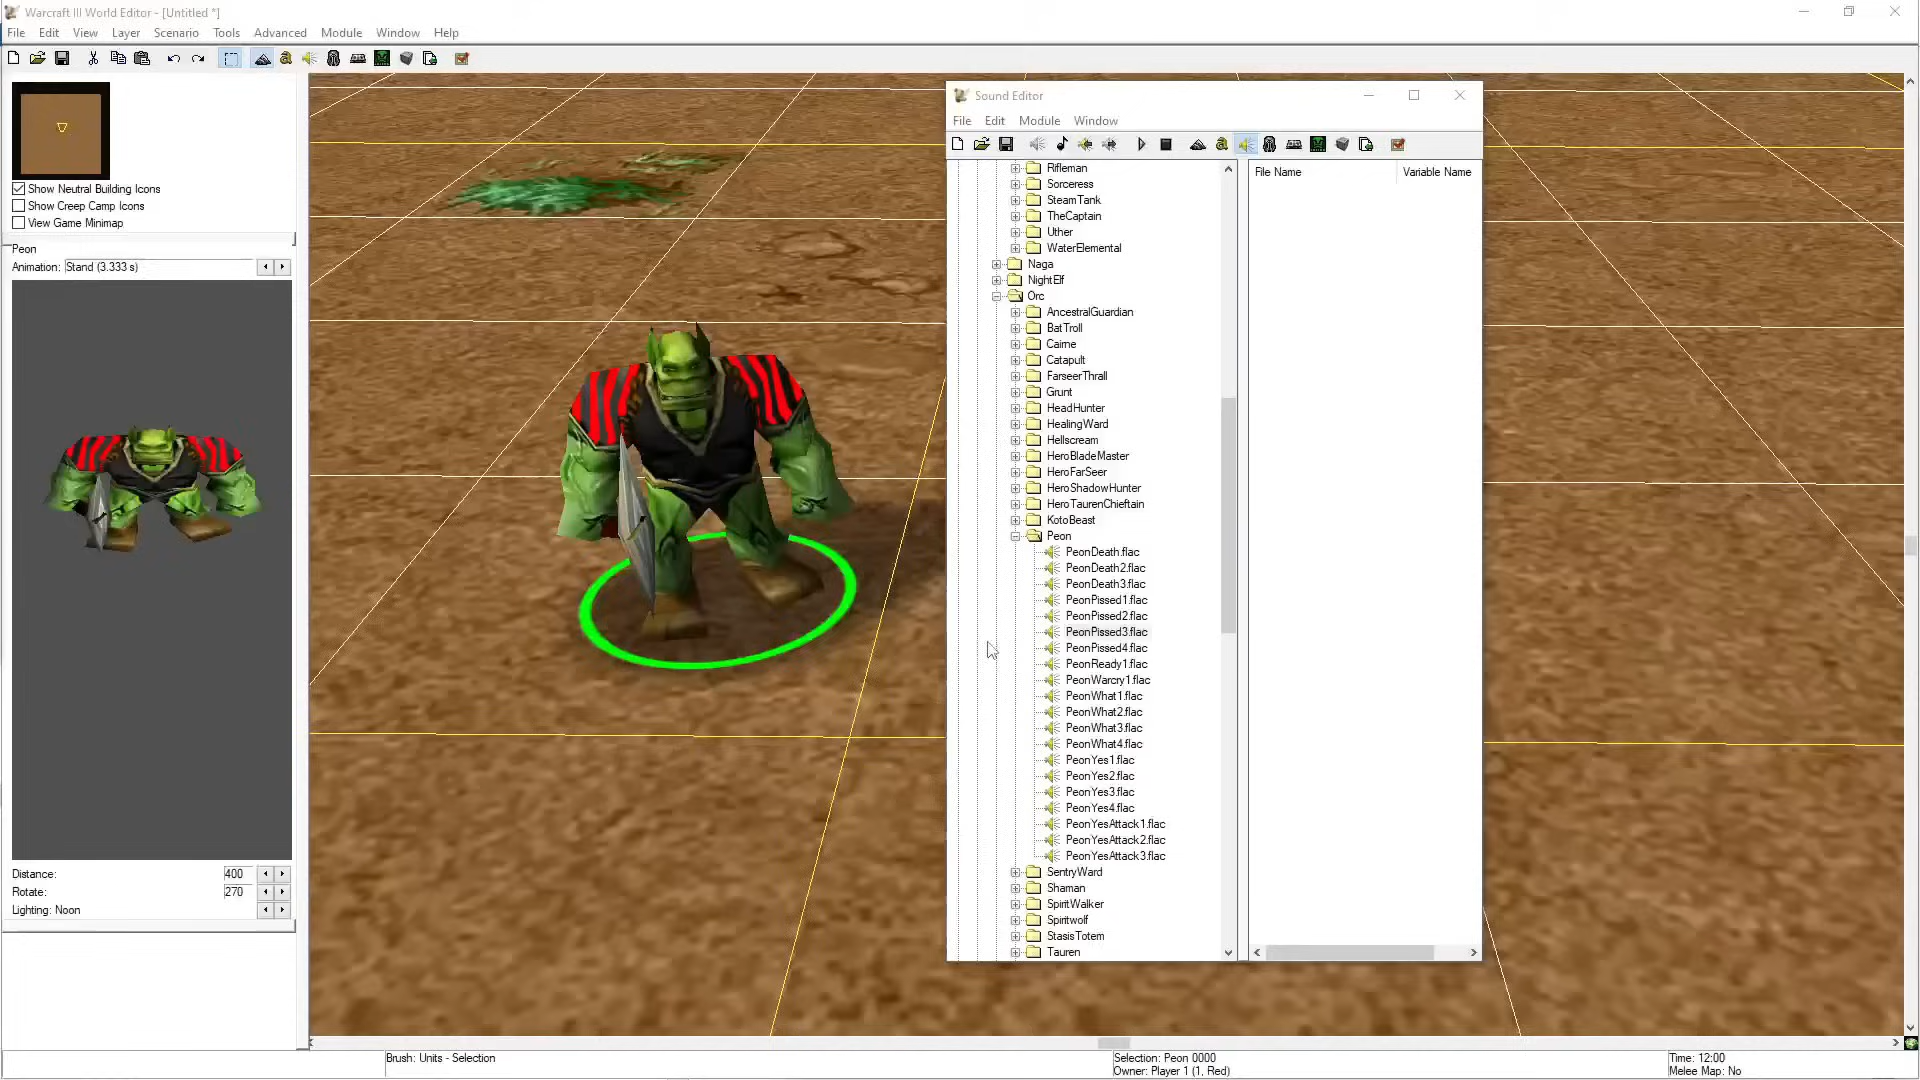 Warcraft III World Editor - [Untitled *]
File Edit View Layer Scenario Tools Advanced Module Window Help
Show Neutral Building Icons
Show Creep Camp Icons
View Game Minimap
Peon
Animation: Stand (3.333 s)
Distance: 400
Rotate: 270
Lighting: Noon
Sound Editor
File Edit Module Window
Rifleman
Sorceress
SteamTank
TheCaptain
Uther
WaterElemental
Naga
NightElf
Orc
AncestralGuardian
BatTroll
Cairne
Catapult
FarseerThrall
Grunt
HeadHunter
HealingWard
Hellscream
HeroBladeMaster
HeroFarSeer
HeroShadowHunter
HeroTaurenChieftain
KotoBeast
Peon
PeonDeath.flac
PeonDeath2.flac
PeonDeath3.flac
PeonPissed1.flac
PeonPissed2.flac
PeonPissed3.flac
PeonPissed4.flac
PeonReady1.flac
PeonWarcry1.flac
PeonWhat1.flac
PeonWhat2.flac
PeonWhat3.flac
PeonWhat4.flac
PeonYes1.flac
PeonYes2.flac
PeonYes3.flac
PeonYes4.flac
PeonYesAttack1.flac
PeonYesAttack2.flac
PeonYesAttack3.flac
SentryWard
Shaman
SpiritWalker
Spiritwolf
StasisTotem
Tauren
File Name Variable Name
Brush: Units - Selection
Selection: Peon 0000
Owner: Player 1 (1, Red)
Time: 12:00
Melee Map: No